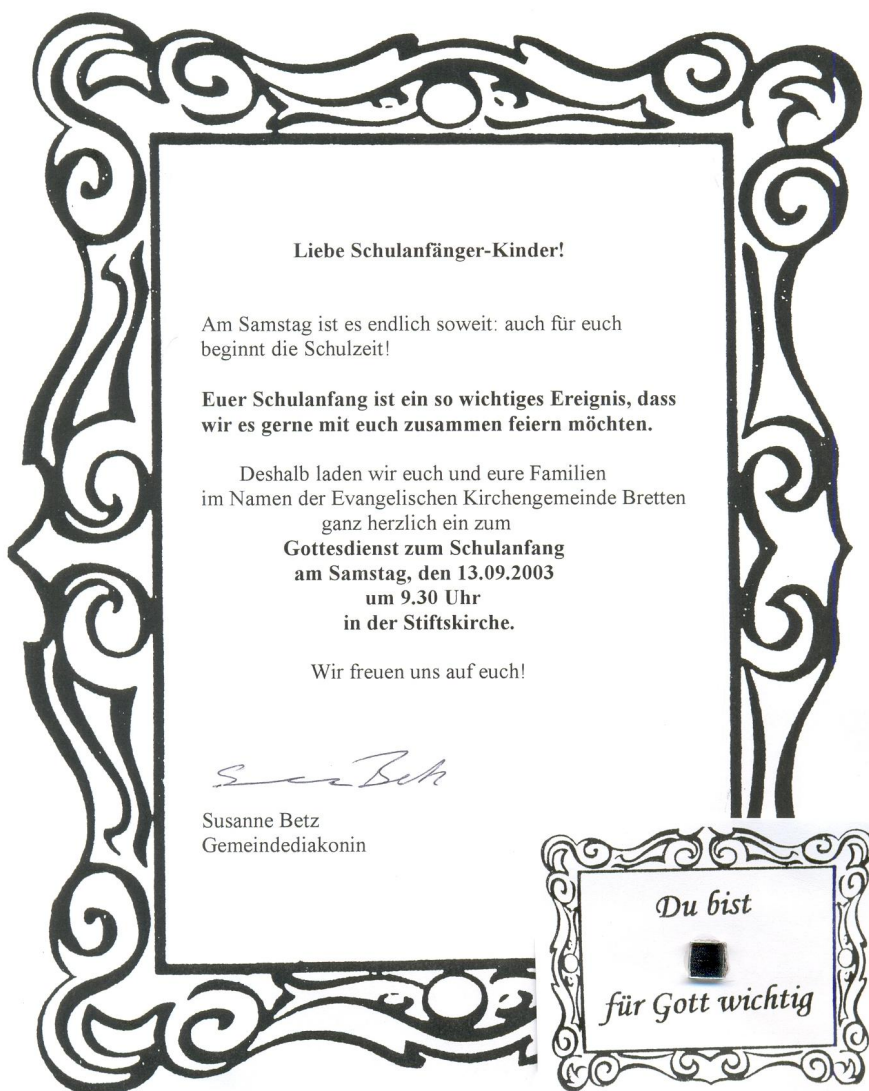 Liebe Schulanfänger-Kinder!
Am Samstag ist es endlich soweit: auch für euch
beginnt die Schulzeit!
Euer Schulanfang ist ein so wichtiges Ereignis, dass
wir es gerne mit euch zusammen feiern möchten.
Deshalb laden wir euch und eure Familien
im Namen der Evangelischen Kirchengemeinde Bretten
ganz herzlich ein zum
Gottesdienst zum Schulanfang
am Samstag, den 13.09.2003
um 9.30 Uhr
in der Stiftskirche.
Wir freuen uns auf euch!
Susanne Betz
Gemeindediakonin
Du bist
für Gott wichtig